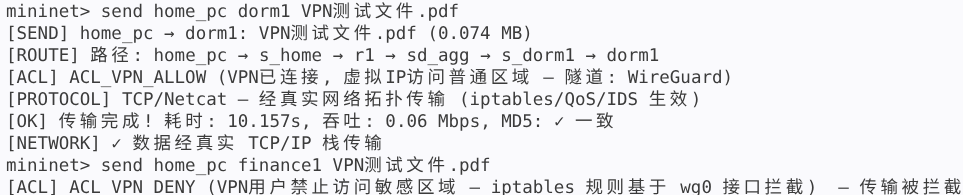 mininet> send home_pc dorm1 VPN测试文件.pdf
[SEND] home_pc → dorm1: VPN测试文件.pdf (0.074 MB)
[ROUTE] 路径: home_pc → s_home → r1 → sd_agg → s_dorm1 → dorm1
[ACL] ACL_VPN_ALLOW (VPN已连接, 虚拟IP访问普通区域 — 隧道: WireGuard)
[PROTOCOL] TCP/Netcat — 经真实网络拓扑传输 (iptables/QoS/IDS 生效)
[OK] 传输完成! 耗时: 10.157s, 吞吐: 0.06 Mbps, MD5: ✓ 一致
[NETWORK] ✓ 数据经真实 TCP/IP 栈传输
mininet> send home_pc finance1 VPN测试文件.pdf
[ACL] ACL_VPN_DENY (VPN用户禁止访问敏感区域 — iptables 规则基于 wg0 接口拦截) — 传输被拦截